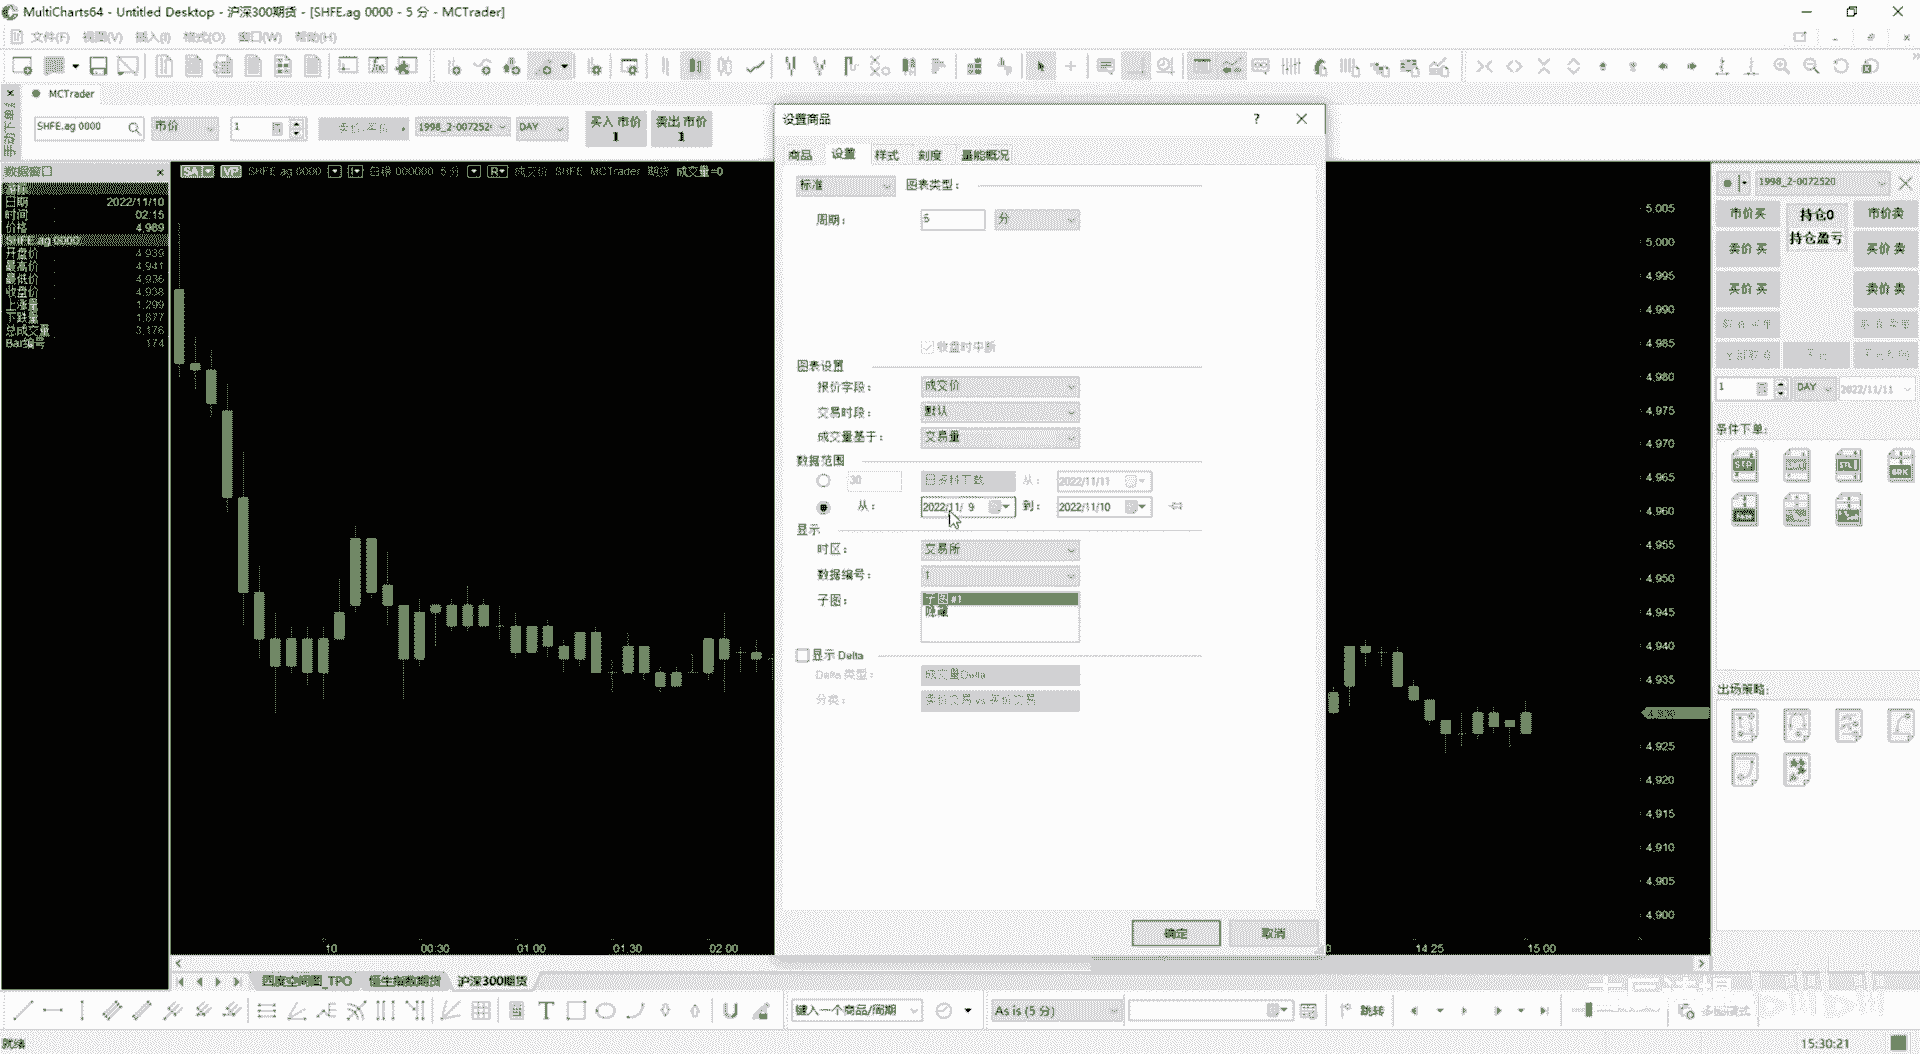 MultiCharts64 - Untitled Desktop - 沪深300期货 - [SHFE.ag 0000 - 5 分 - MCTrader]
文件(F) 视图(V) 插入(I) 格式(O) 窗口(W) 帮助(H)
MCTrader
SHFE.ag 0000 市价 1 DAY 买入 市价 1 卖出 市价 1
数据窗口
日期 2022/11/10
时间 02:15
价格 4,989
SHFE.ag 0000
开盘价 4,939
最高价 4,941
最低价 4,936
收盘价 4,938
上涨量 1,299
下跌量 1,877
总成交量 3,176
Bar编号 174
SA VP SHFE.ag 0000 5 分 成交价 SHFE MCTrader 期货 成交量=0
设置商品
商品 设置 样式 刻度 量能概况
标准 图表类型:
周期: 5 分
收盘时中断
图表设置
报价字段: 成交价
交易时段: 默认
成交量基于: 交易量
数据范围
30 从: 2022/11/11
从: 2022/11/ 9 到: 2022/11/10
显示
时区: 交易所
数据编号: 1
子图: 子图 #1
隐藏
显示 Delta
Delta 类型: 成交量Delta
分类: 卖价交易 vs 买价交易
确定 取消
5,005
5,000
4,995
4,990
4,985
4,980
4,975
4,970
4,965
4,960
4,955
4,950
4,945
4,940
4,935
4,925
4,920
4,915
4,910
4,905
4,900
10 00:30 01:00 01:30 02:00 14:25 15:00
1998_2-0072520
市价买 持仓0 市价卖
卖价 买 持仓盈亏 买价 卖
买价 买 卖价 卖
1 DAY 2022/11/11
条件下单:
出场策略:
四度空间图_TPO 恒生指数期货 沪深300期货
键入一个商品/周期 As is (5 分) 跳转
就绪 15:30:21